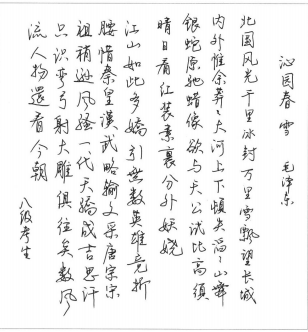 沁园春 雪 毛泽东
北国风光千里冰封万里雪飘望长城
内外惟余莽々大河上下顿失滔々山舞
银蛇原驰蜡像欲与天公试比高须
晴日看红装素裹分外妖娆
江山如此多嬌引无数英雄竞折
腰惜秦皇漢武略输文采唐宗宋
祖稍逊风骚一代天骄成吉思汗
只识弯弓射大雕俱往矣数风
流人物還看今朝
八级考生